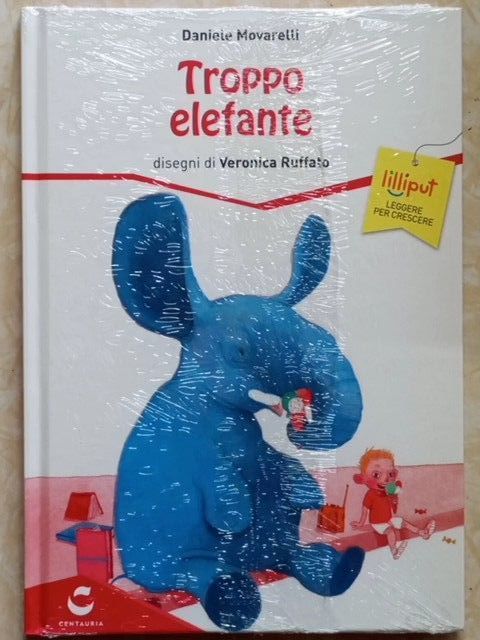 Daniele Movarelli
Troppo
elefante
disegni di Veronica Ruffato
lilliput
LEGGERE
PER CRESCERE
CENTAURIA